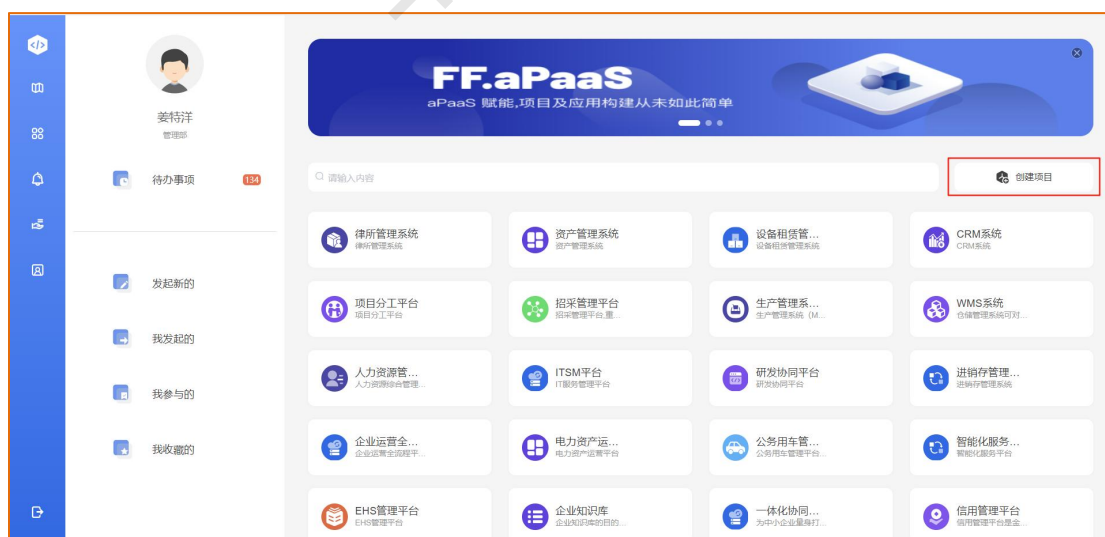 FF.aPaaS
aPaaS 赋能,项目及应用构建从未如此简单
姜特洋
管理部
待办事项 134
发起新的
我发起的
我参与的
我收藏的
请输入内容
创建项目
律所管理系统
律所管理系统
资产管理系统
资产管理系统
设备租赁管...
设备租赁管理系统
CRM系统
CRM系统
项目分工平台
项目分工平台
招采管理平台
招采管理平台,重...
生产管理系...
生产管理系统（M...
WMS系统
仓储管理系统可对...
人力资源管...
人力资源综合管理...
ITSM平台
IT服务管理平台
研发协同平台
研发协同平台
进销存管理...
进销存管理系统
企业运营全...
企业运营全流程平...
电力资产运...
电力资产运营平台
公务用车管...
公务用车管理平台...
智能化服务...
智能化服务平台
EHS管理平台
EHS管理平台
企业知识库
企业知识库的目的...
一体化协同...
为中小企业量身打...
信用管理平台
信用管理平台是金...